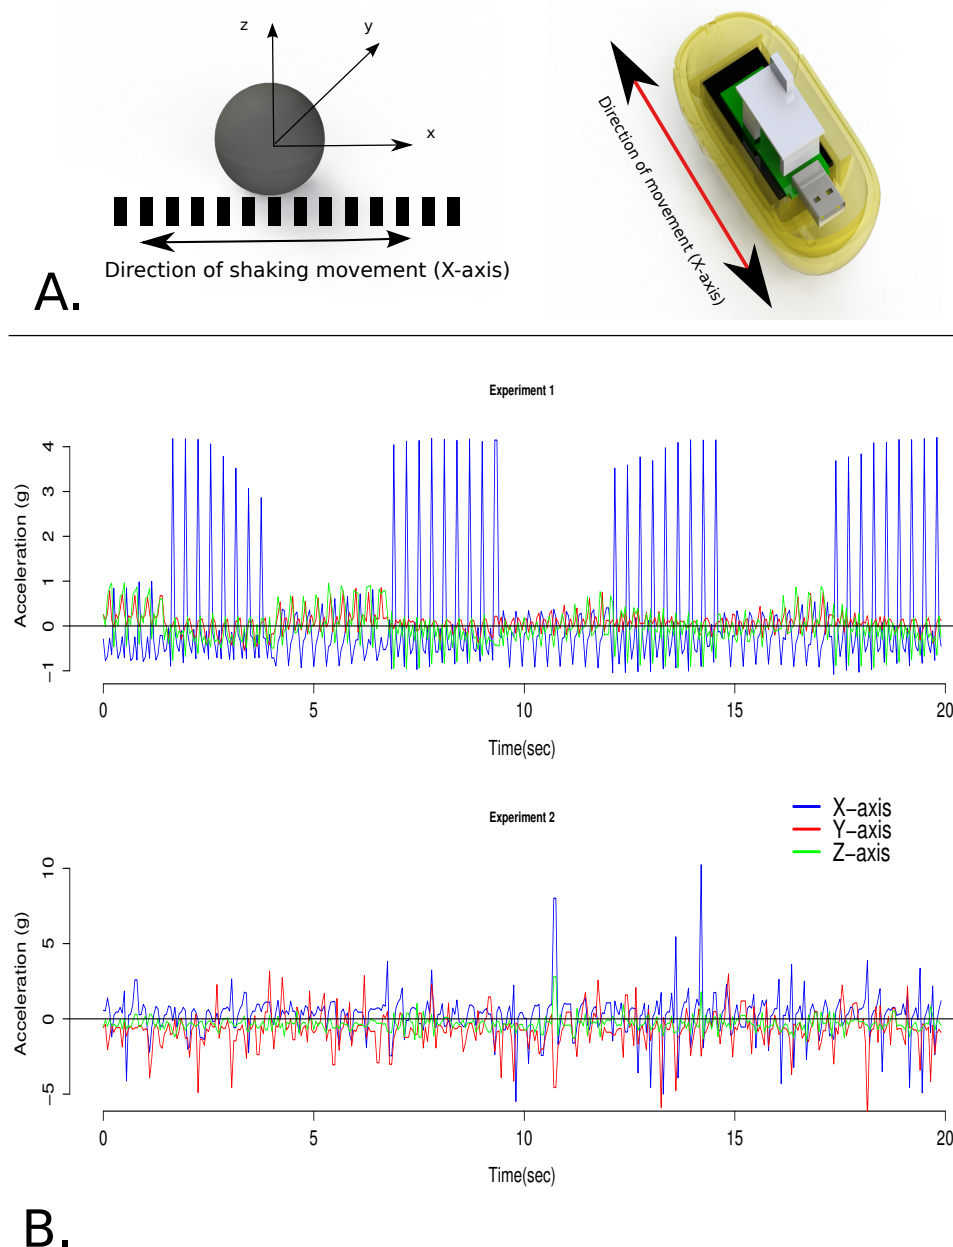 z
y
x
Direction of shaking movement (X-axis)
Direction of movement (X-axis)
A.
Experiment 1
Acceleration (g)
4
3
2
1
0
−1
0 5 10 15 20
Time(sec)
Experiment 2
X−axis
Y−axis
Z−axis
Acceleration (g)
10
5
0
−5
0 5 10 15 20
Time(sec)
B.